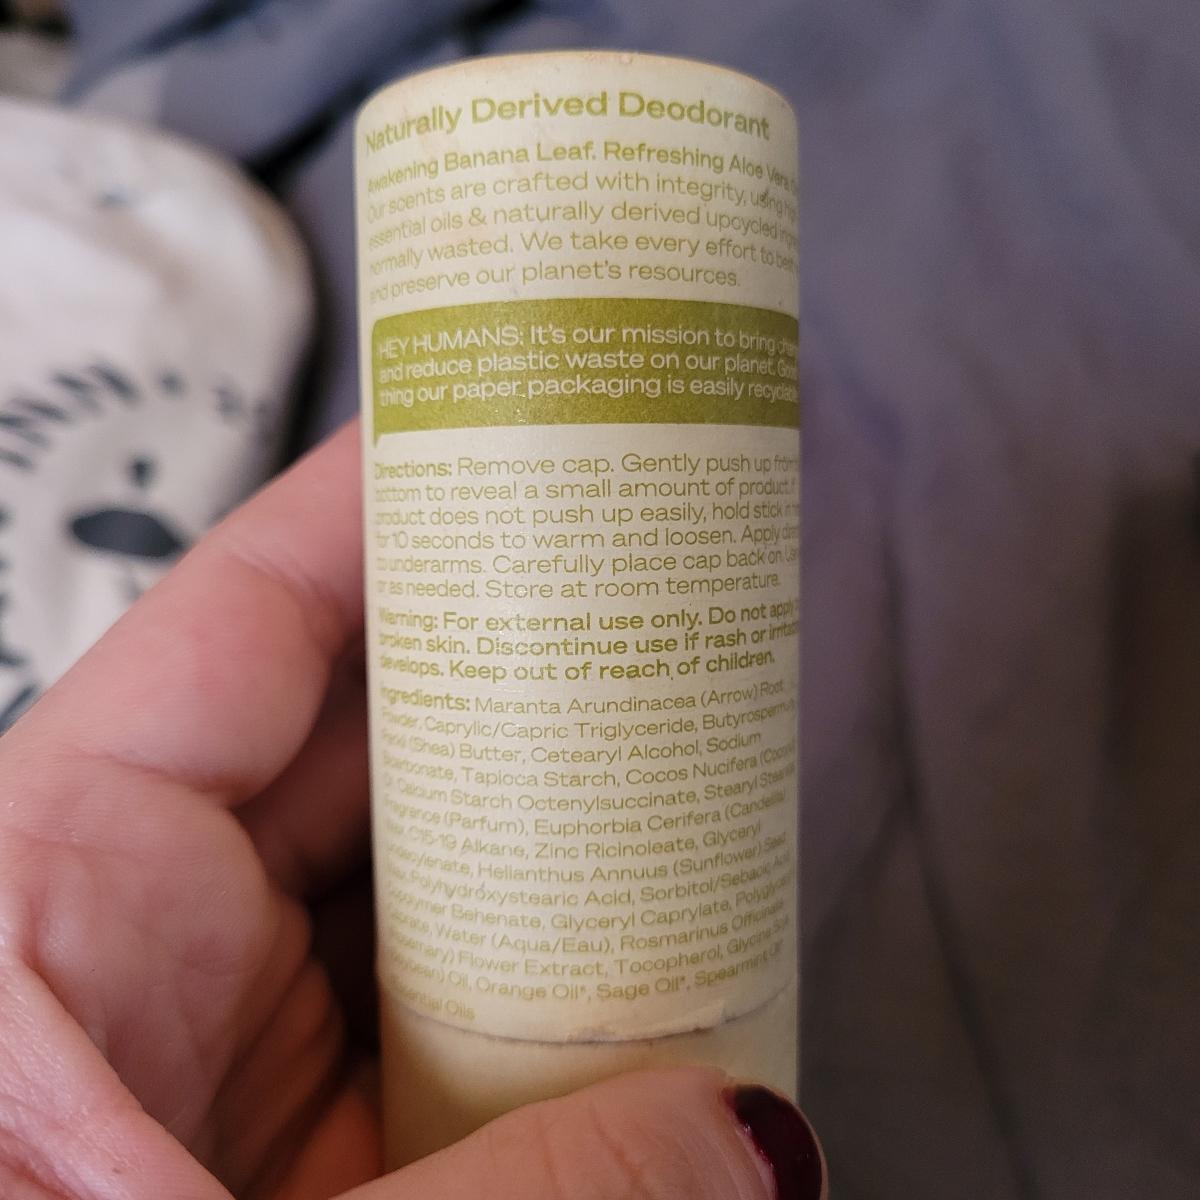 Naturally Derived Deodorant
Awakening Banana Leaf. Refreshing Aloe Vera
Our scents are crafted with integrity, using
essential oils & naturally derived upcycled
normally wasted. We take every effort to
and preserve our planet's resources.
HEY HUMANS: It's our mission to bring
and reduce plastic waste on our planet. Good
thing our paper packaging is easily recyclable
Directions: Remove cap. Gently push up from
bottom to reveal a small amount of product. If
product does not push up easily, hold stick in
for 10 seconds to warm and loosen. Apply
to underarms. Carefully place cap back on. Use
or as needed. Store at room temperature.
Warning: For external use only. Do not apply to
broken skin. Discontinue use if rash or irritation
develops. Keep out of reach of children.
Ingredients: Maranta Arundinacea (Arrow) Root
Powder, Caprylic/Capric Triglyceride, Butyrospermum
Parkii (Shea) Butter, Cetearyl Alcohol, Sodium
Bicarbonate, Tapioca Starch, Cocos Nucifera (Coconut)
Oil, Calcium Starch Octenylsuccinate, Stearyl Stearate,
Fragrance (Parfum), Euphorbia Cerifera (Candelilla)
Wax, C15-19 Alkane, Zinc Ricinoleate, Glyceryl
Undecylenate, Helianthus Annuus (Sunflower) Seed
Wax, Polyhydroxystearic Acid, Sorbitol/Sebacic Acid
Copolymer Behenate, Glyceryl Caprylate, Polyglyceryl
Caprate, Water (Aqua/Eau), Rosmarinus Officinalis
(Rosemary) Flower Extract, Tocopherol, Glycine Soja
(Soybean) Oil, Orange Oil*, Sage Oil*, Spearmint Oil*
Essential Oils